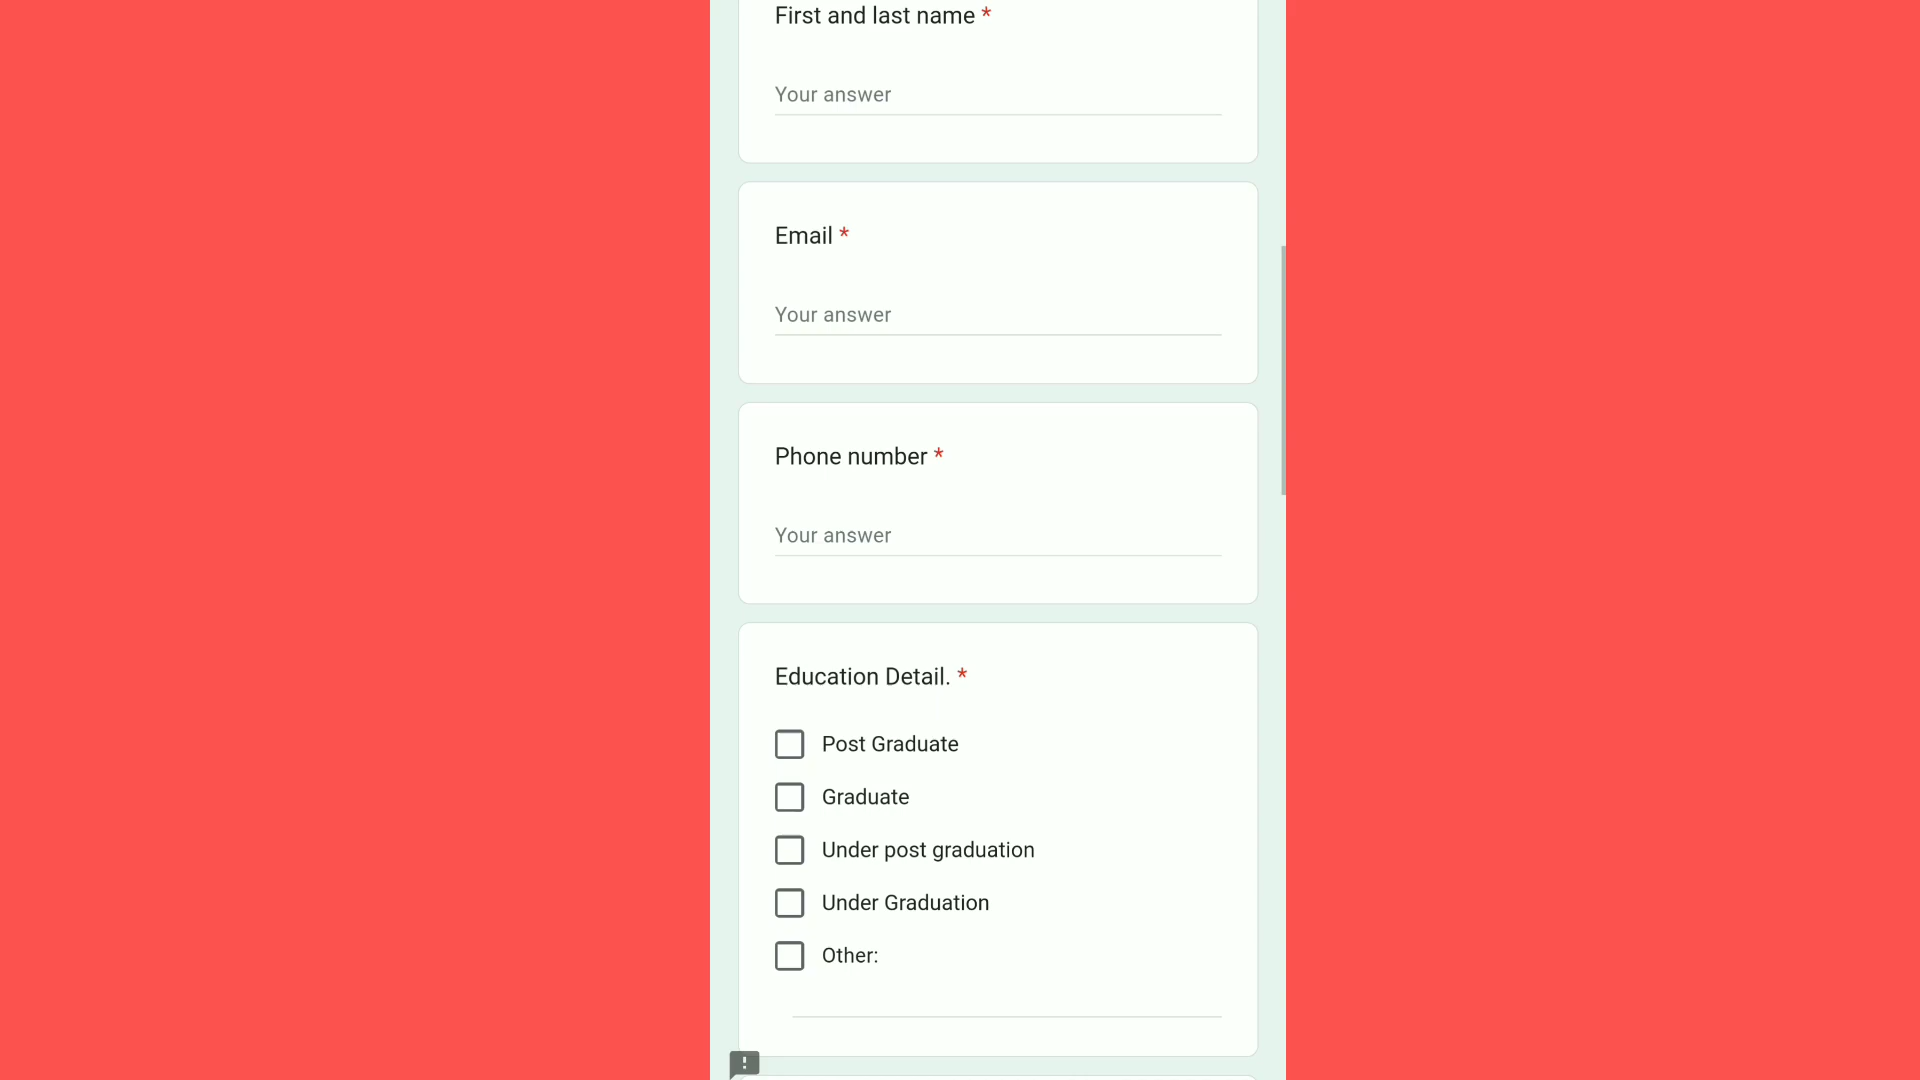 First and last name *
Your answer
Email *
Your answer
Phone number *
Your answer
Education Detail. *
Post Graduate
Graduate
Under post graduation
Under Graduation
Other: